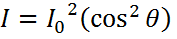 I = I₀²(cos² θ)